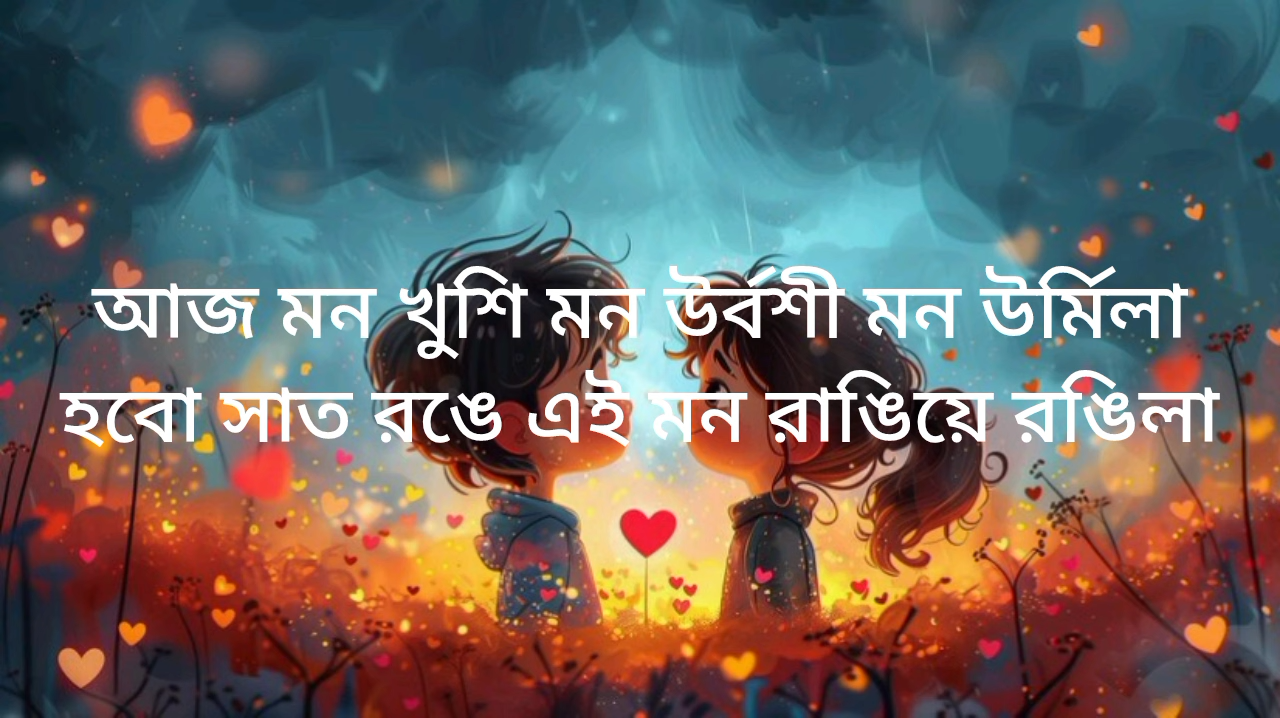 আজ মন খুশি মন উর্বশী মন উর্মিলা
হবো সাত রঙে এই মন রাঙিয়ে রঙিলা